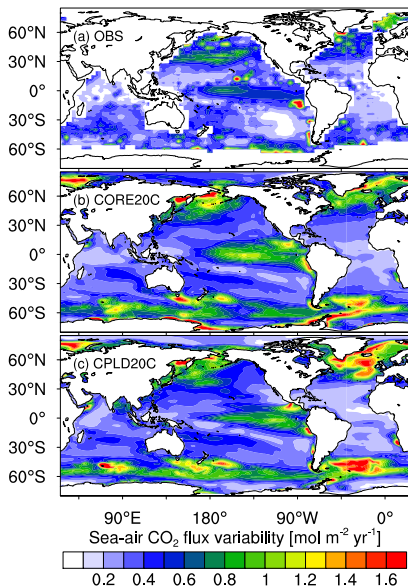 (a) OBS
60°N
30°N
0°
30°S
60°S
(b) CORE20C
60°N
30°N
0°
30°S
60°S
(c) CPLD20C
60°N
30°N
0°
30°S
60°S
90°E 180° 90°W 0°
Sea-air CO₂ flux variability [mol m⁻² yr⁻¹]
0.2 0.4 0.6 0.8 1 1.2 1.4 1.6